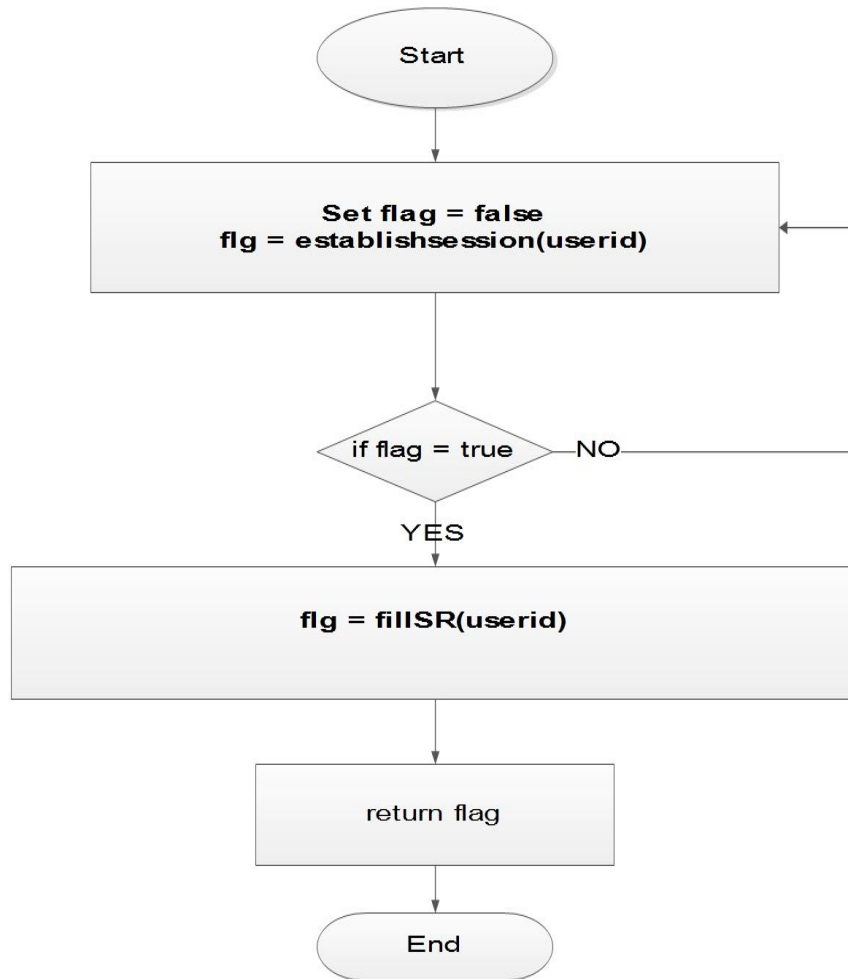 Start
Set flag = false
flg = establishsession(userid)
if flag = true
NO
YES
flg = fillSR(userid)
return flag
End